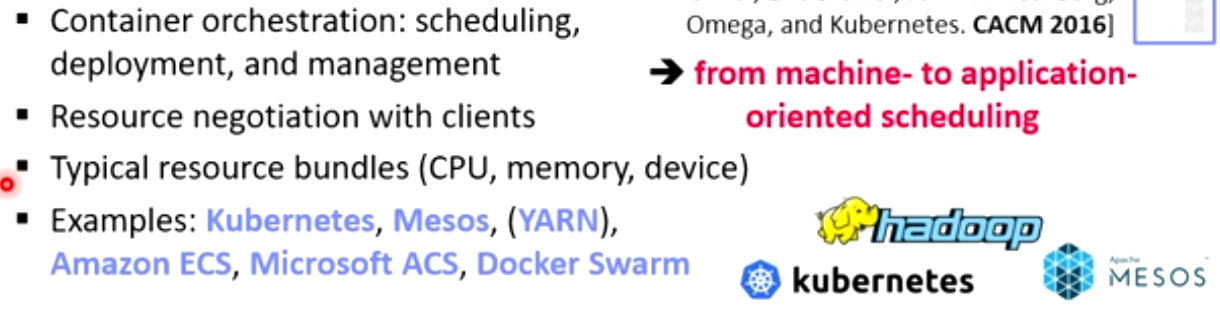 ▪ Container orchestration: scheduling,
deployment, and management
▪ Resource negotiation with clients
▪ Typical resource bundles (CPU, memory, device)
▪ Examples: Kubernetes, Mesos, (YARN),
Amazon ECS, Microsoft ACS, Docker Swarm
Omega, and Kubernetes. CACM 2016]
➔ from machine- to application-
oriented scheduling
hadoop
kubernetes
Apache
MESOS